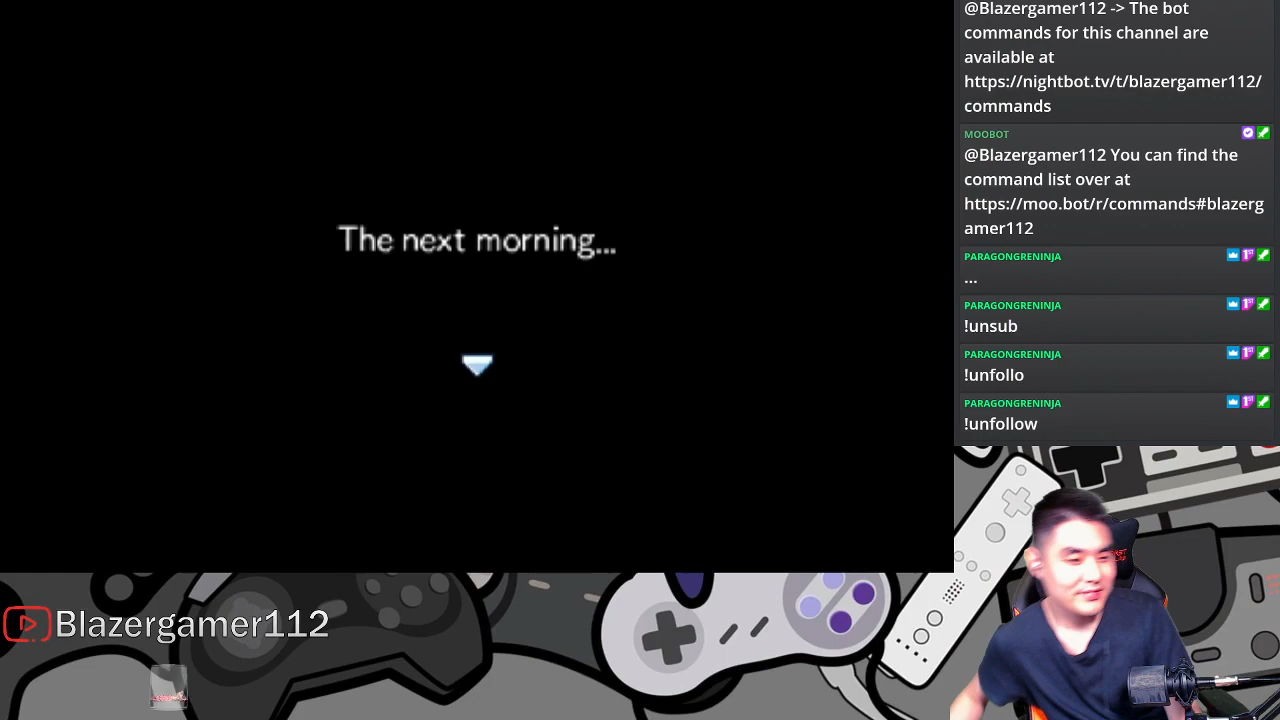 @Blazergamer112 -> The bot
commands for this channel are
available at
https://nightbot.tv/t/blazergamer112/
commands
MOOBOT
@Blazergamer112 You can find the
command list over at
https://moo.bot/r/commands#blazerg
amer112
PARAGONGRENINJA
...
PARAGONGRENINJA
!unsub
PARAGONGRENINJA
!unfollo
PARAGONGRENINJA
!unfollow
The next morning...
Blazergamer112